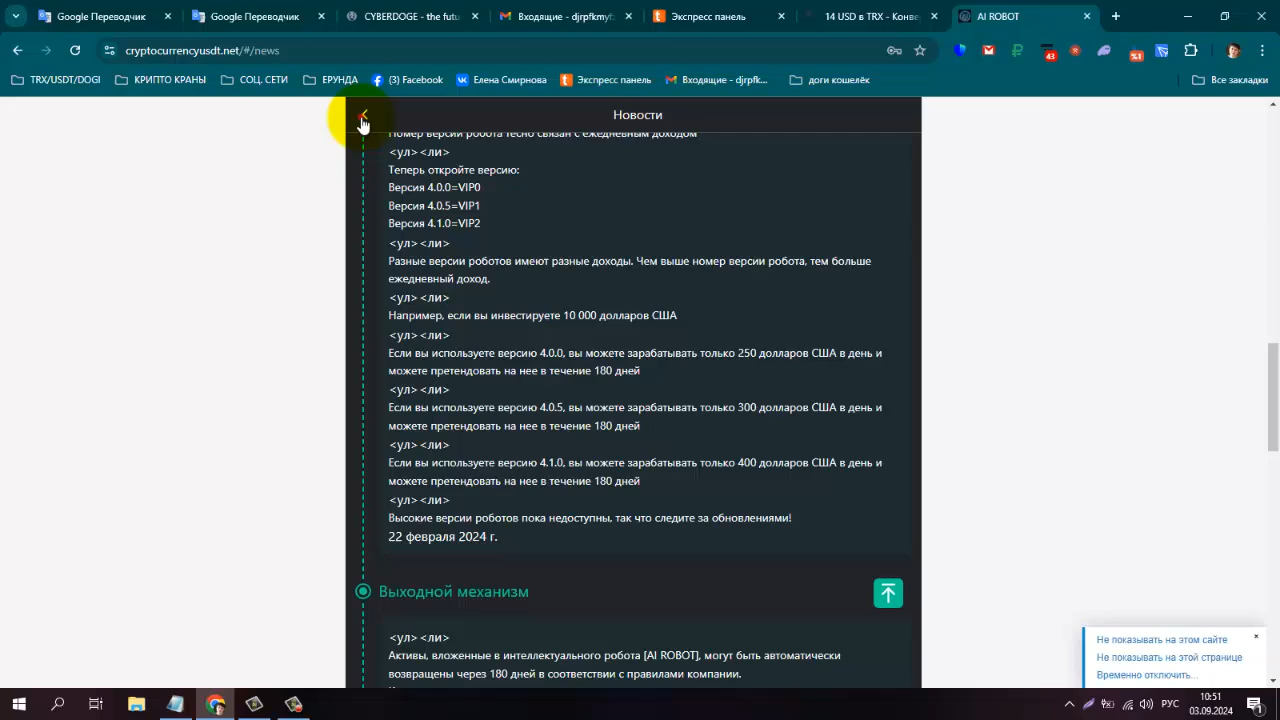 Google Переводчик
Google Переводчик
CYBERDOGE - the futu
Входящие - djrpfkmyf
Экспресс панель
14 USD в TRX - Конве
AI ROBOT
cryptocurrencyusdt.net/#/news
43
%1
TRX/USDT/DOGI
КРИПТО КРАНЫ
СОЦ. СЕТИ
ЕРУНДА
(3) Facebook
Елена Смирнова
Экспресс панель
Входящие - djrpfk...
доги кошелёк
Все закладки
Новости
Номер версии робота тесно связан с ежедневным доходом
<ул><ли>
Теперь откройте версию:
Версия 4.0.0=VIP0
Версия 4.0.5=VIP1
Версия 4.1.0=VIP2
<ул><ли>
Разные версии роботов имеют разные доходы. Чем выше номер версии робота, тем больше
ежедневный доход.
<ул><ли>
Например, если вы инвестируете 10 000 долларов США
<ул><ли>
Если вы используете версию 4.0.0, вы можете зарабатывать только 250 долларов США в день и
можете претендовать на нее в течение 180 дней
<ул><ли>
Если вы используете версию 4.0.5, вы можете зарабатывать только 300 долларов США в день и
можете претендовать на нее в течение 180 дней
<ул><ли>
Если вы используете версию 4.1.0, вы можете зарабатывать только 400 долларов США в день и
можете претендовать на нее в течение 180 дней
<ул><ли>
Высокие версии роботов пока недоступны, так что следите за обновлениями!
22 февраля 2024 г.
Выходной механизм
<ул><ли>
Активы, вложенные в интеллектуального робота [AI ROBOT], могут быть автоматически
возвращены через 180 дней в соответствии с правилами компании.
Не показывать на этом сайте
Не показывать на этой странице
Временно отключить...
РУС
10:51
03.09.2024